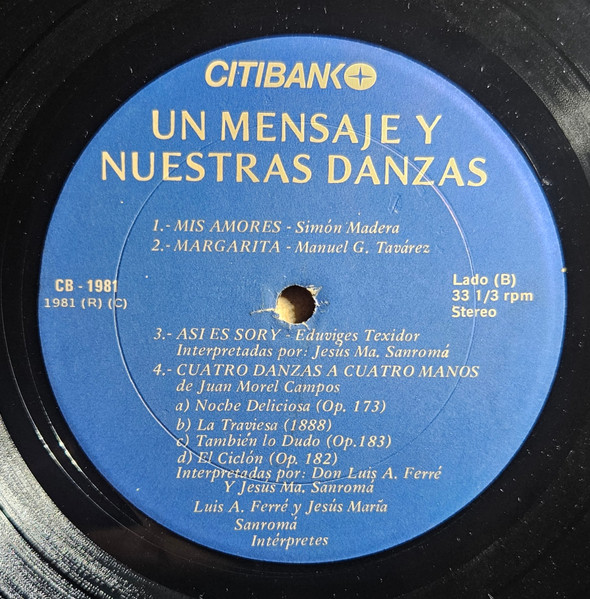 CITIBANK
UN MENSAJE Y
NUESTRAS DANZAS
1.- MIS AMORES - Simón Madera
2.- MARGARITA - Manuel G. Tavárez
CB - 1981
1981 (R) (C)
Lado (B)
33 1/3 rpm
Stereo
3.- ASI ES SORY - Eduviges Texidor
Interpretadas por: Jesús Ma. Sanromá
4.- CUATRO DANZAS A CUATRO MANOS
de Juan Morel Campos
a) Noche Deliciosa (Op. 173)
b) La Traviesa (1888)
c) También lo Dudo (Op.183)
d) El Ciclón (Op. 182)
Interpretadas por: Don Luis A. Ferré
Y Jesús Ma. Sanromá
Luis A. Ferré y Jesús María
Sanromá
Intérpretes